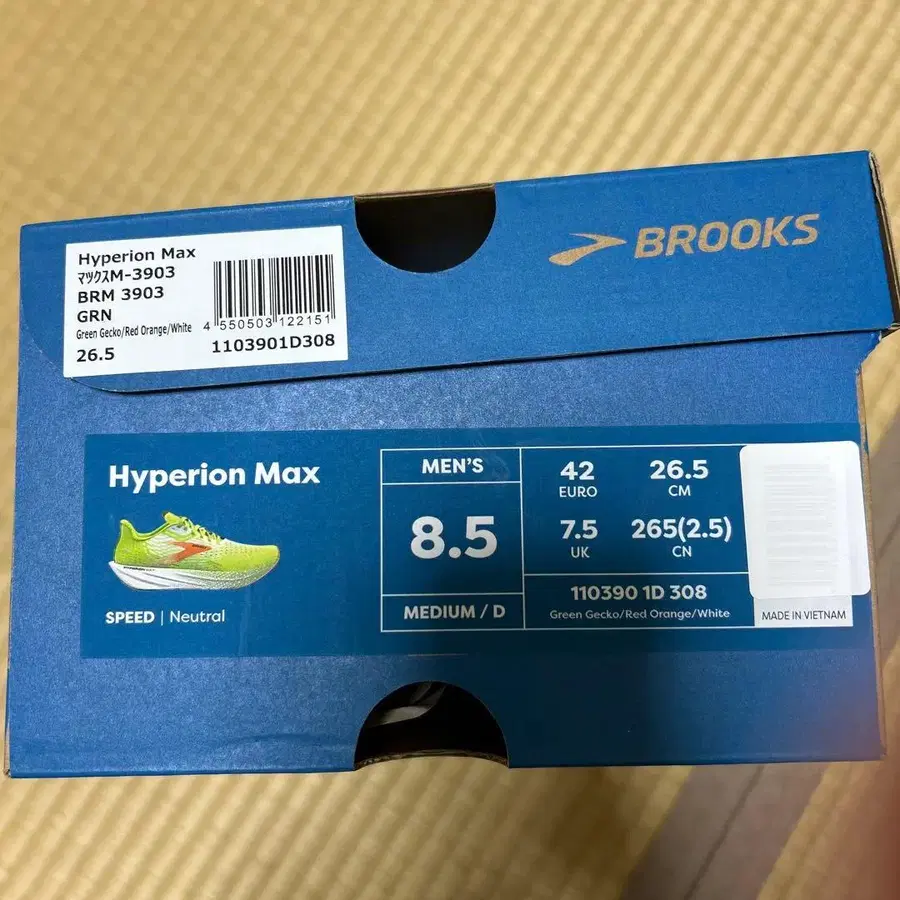 Hyperion Max
マックスM-3903
BRM 3903
GRN
Green Gecko/Red Orange/White
26.5
4 550503 122151
1103901D308
BROOKS
Hyperion Max
SPEED | Neutral
MEN'S
8.5
MEDIUM / D
42
EURO
26.5
CM
7.5
UK
265(2.5)
CN
110390 1D 308
Green Gecko/Red Orange/White
MADE IN VIETNAM